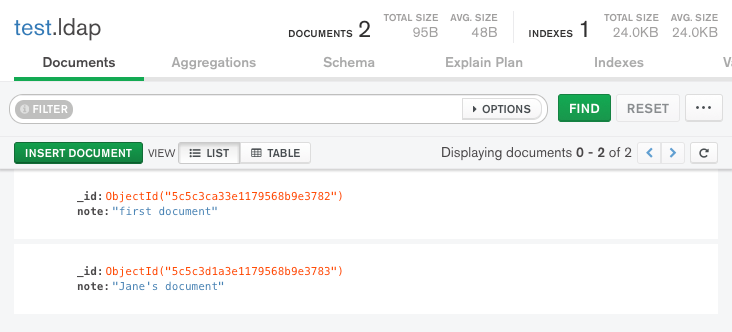 test.ldap
DOCUMENTS 2 TOTAL SIZE 95B AVG. SIZE 48B INDEXES 1 TOTAL SIZE 24.0KB AVG. SIZE 24.0KB
Documents Aggregations Schema Explain Plan Indexes
FILTER OPTIONS FIND RESET ...
INSERT DOCUMENT VIEW LIST TABLE Displaying documents 0 - 2 of 2
_id: ObjectId("5c5c3ca33e1179568b9e3782")
note: "first document"
_id: ObjectId("5c5c3d1a3e1179568b9e3783")
note: "Jane's document"